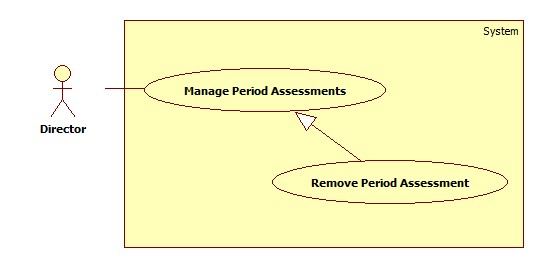 System
Manage Period Assessments
Director
Remove Period Assessment